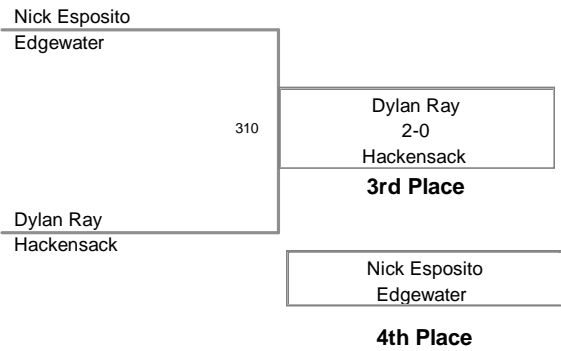 Nick Esposito
Edgewater
310
Dylan Ray
2-0
Hackensack
3rd Place
Dylan Ray
Hackensack
Nick Esposito
Edgewater
4th Place